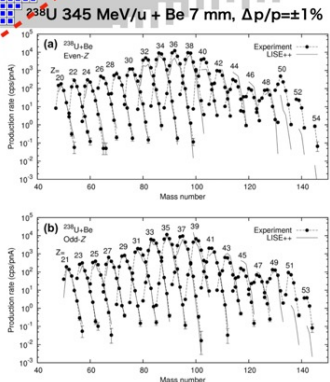 238U 345 MeV/u + Be 7 mm, Δp/p=±1%
(a) 238U+Be
Even-Z
Experiment
LISE++
Z=
20 22 24 26 28 30 32 34 36 38 40 42 44 46 48 50 52 54
Production rate (cps/pnA)
10^5
10^4
10^3
10^2
10^1
10^0
10^-1
10^-2
10^-3
40 60 80 100 120 140
Mass number
(b) 238U+Be
Odd-Z
Experiment
LISE++
Z=
21 23 25 27 29 31 33 35 37 39 41 43 45 47 49 51 53
Production rate (cps/pnA)
10^5
10^4
10^3
10^2
10^1
10^0
10^-1
10^-2
10^-3
40 60 80 100 120 140
Mass number